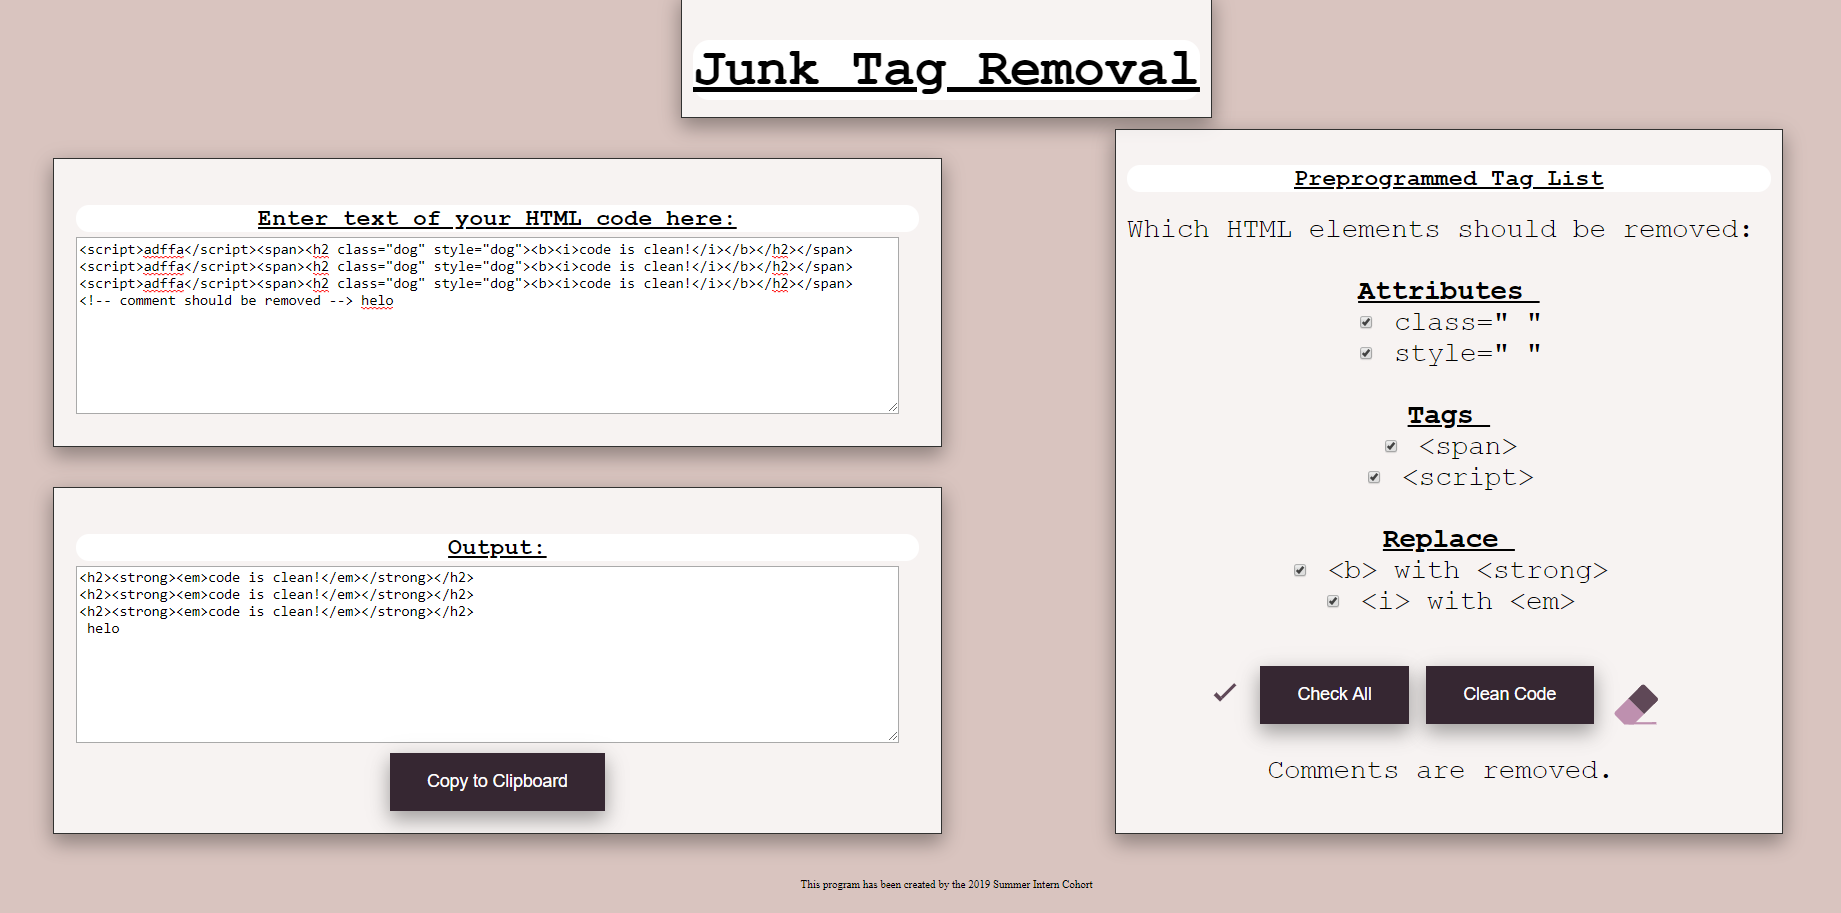 Junk Tag Removal
Enter text of your HTML code here:
<script>adffa</script><span><h2 class="dog" style="dog"><b><i>code is clean!</i></b></h2></span>
<script>adffa</script><span><h2 class="dog" style="dog"><b><i>code is clean!</i></b></h2></span>
<script>adffa</script><span><h2 class="dog" style="dog"><b><i>code is clean!</i></b></h2></span>
<!-- comment should be removed --> helo
Output:
<h2><strong><em>code is clean!</em></strong></h2>
<h2><strong><em>code is clean!</em></strong></h2>
<h2><strong><em>code is clean!</em></strong></h2>
helo
Copy to Clipboard
Preprogrammed Tag List
Which HTML elements should be removed:
Attributes
class=" "
style=" "
Tags
<span>
<script>
Replace
<b> with <strong>
<i> with <em>
Check All
Clean Code
Comments are removed.
This program has been created by the 2019 Summer Intern Cohort